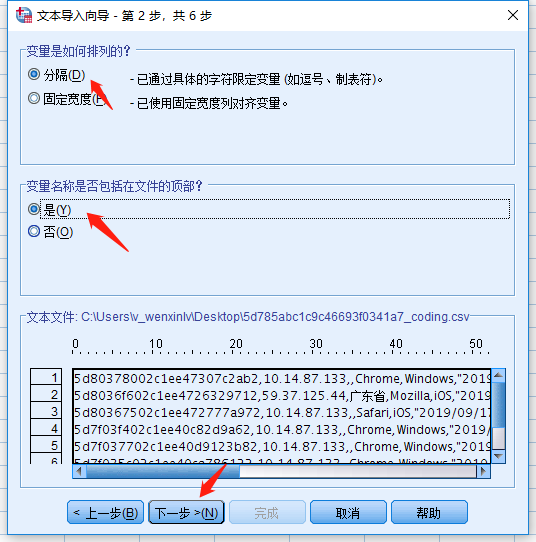 文本导入向导 - 第 2 步，共 6 步
变量是如何排列的？
分隔(D) - 已通过具体的字符限定变量 (如逗号、制表符)。
固定宽度( - 已使用固定宽度列对齐变量。
变量名称是否包括在文件的顶部？
是(Y)
否(O)
文本文件: C:\Users\v_wenxinlv\Desktop\5d785abc1c9c46693f0341a7_coding.csv
0 10 20 30 40 50
1 5d80378002c1ee47307c2ab2,10.14.87.133,,Chrome,Windows,"2019
2 5d8036f602c1ee4726329712,59.37.125.44,广东省,Mozilla,iOS,"2019
3 5d80367502c1ee472777a972,10.14.87.133,,Safari,iOS,"2019/09/17
4 5d7f03f402c1ee40c82d9a62,10.14.87.133,,Chrome,Windows,"2019
5 5d7f037702c1ee40d9123b82,10.14.87.133,,Chrome,Windows,"2019
< 上一步(B) 下一步 >(N) 完成 取消 帮助